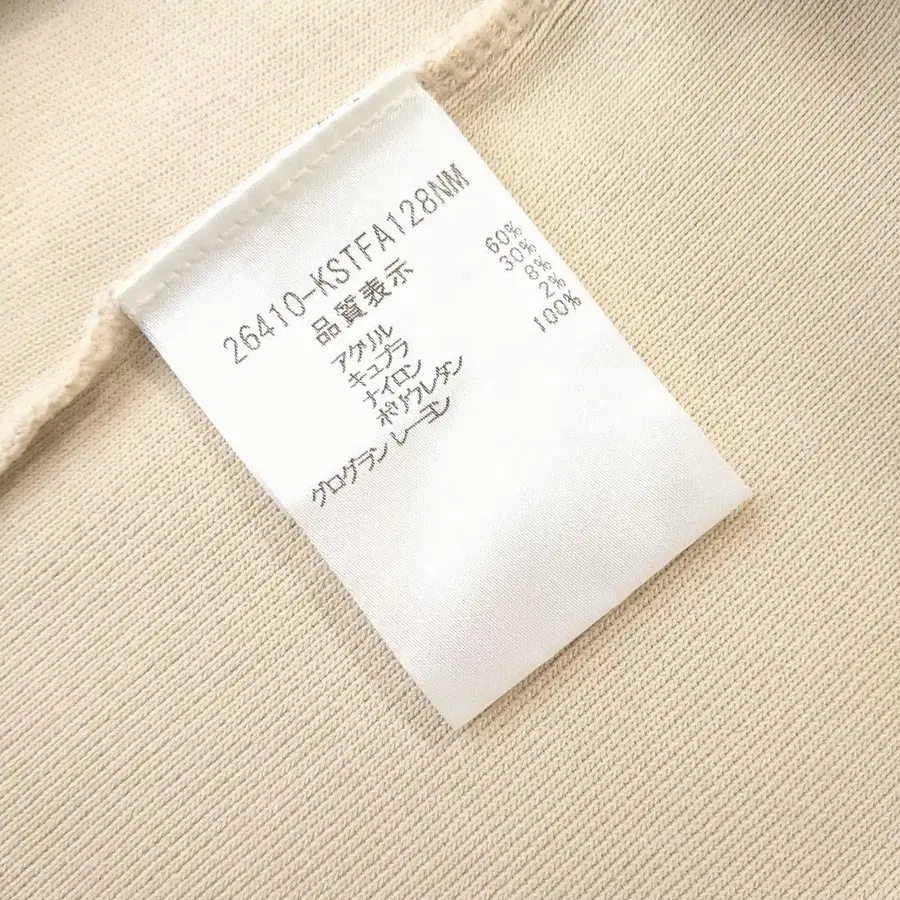 26410-KSTFA128NM
品質表示
アクリル 60%
キュプラ 30%
ナイロン 8%
ポリウレタン 2%
グログラン レーヨン 100%